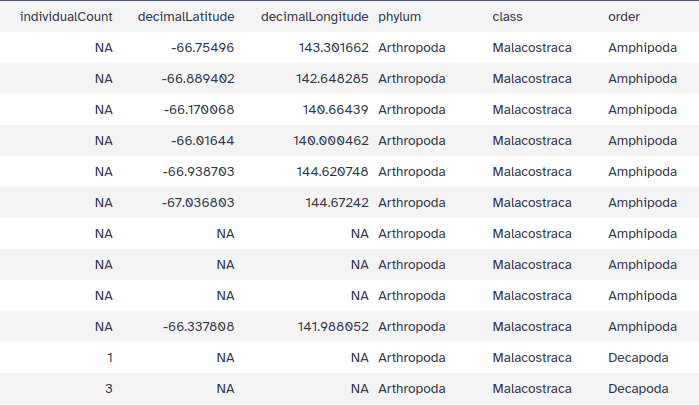 individualCount decimalLatitude decimalLongitude phylum class order
NA -66.75496 143.301662 Arthropoda Malacostraca Amphipoda
NA -66.889402 142.648285 Arthropoda Malacostraca Amphipoda
NA -66.170068 140.66439 Arthropoda Malacostraca Amphipoda
NA -66.01644 140.000462 Arthropoda Malacostraca Amphipoda
NA -66.938703 144.620748 Arthropoda Malacostraca Amphipoda
NA -67.036803 144.67242 Arthropoda Malacostraca Amphipoda
NA NA NA Arthropoda Malacostraca Amphipoda
NA NA NA Arthropoda Malacostraca Amphipoda
NA NA NA Arthropoda Malacostraca Amphipoda
NA -66.337808 141.988052 Arthropoda Malacostraca Amphipoda
1 NA NA Arthropoda Malacostraca Decapoda
3 NA NA Arthropoda Malacostraca Decapoda